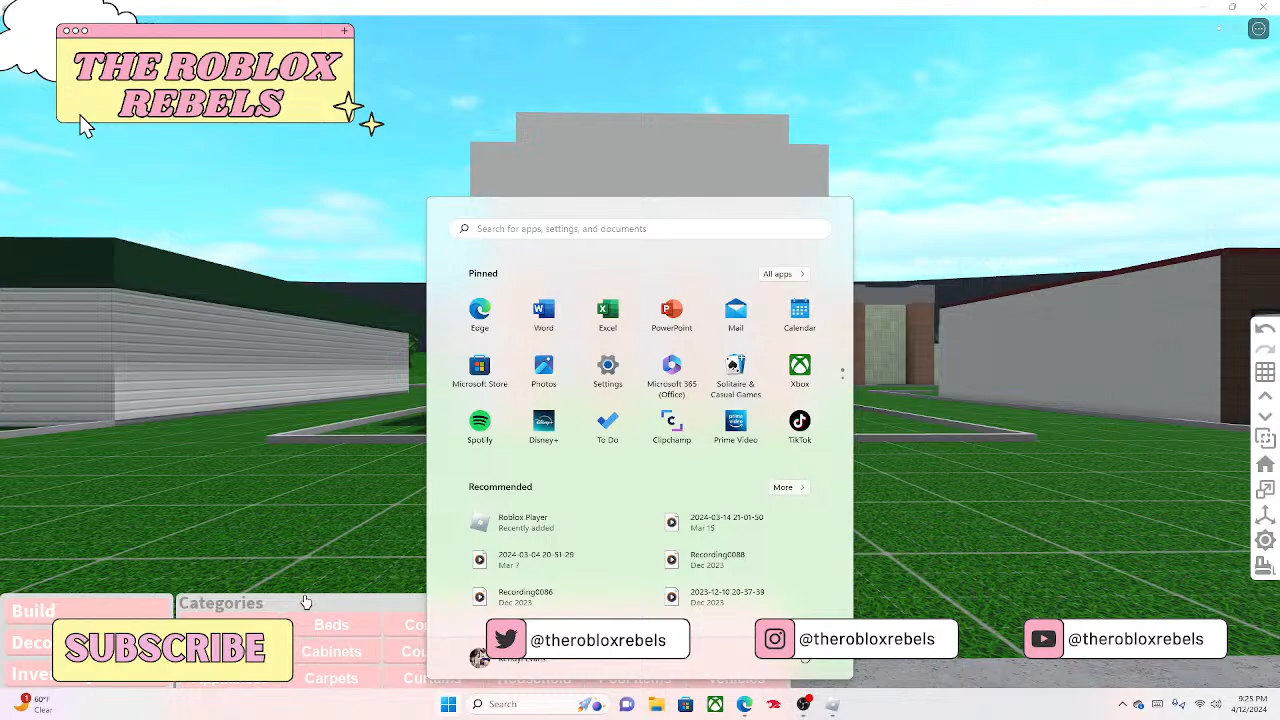 THE ROBLOX
REBELS
Search for apps, settings, and documents
Pinned
All apps
Edge
Word
Excel
PowerPoint
Mail
Calendar
Microsoft Store
Photos
Settings
Microsoft 365
(Office)
Solitaire &
Casual Games
Xbox
Spotify
Disney+
To Do
Clipchamp
Prime Video
TikTok
Recommended
More
Roblox Player
Recently added
2024-03-14 21-01-50
Mar 15
2024-03-04 20-51-29
Mar 7
Recording0088
Dec 2023
Recording0086
Dec 2023
2023-12-10 20-37-39
Dec 2023
Build
Categories
Beds
Cabinets
Carpets
SUBSCRIBE
@therobloxrebels
@therobloxrebels
@therobloxrebels
60°F
Clear
Search
:25 PM
4/12/2024